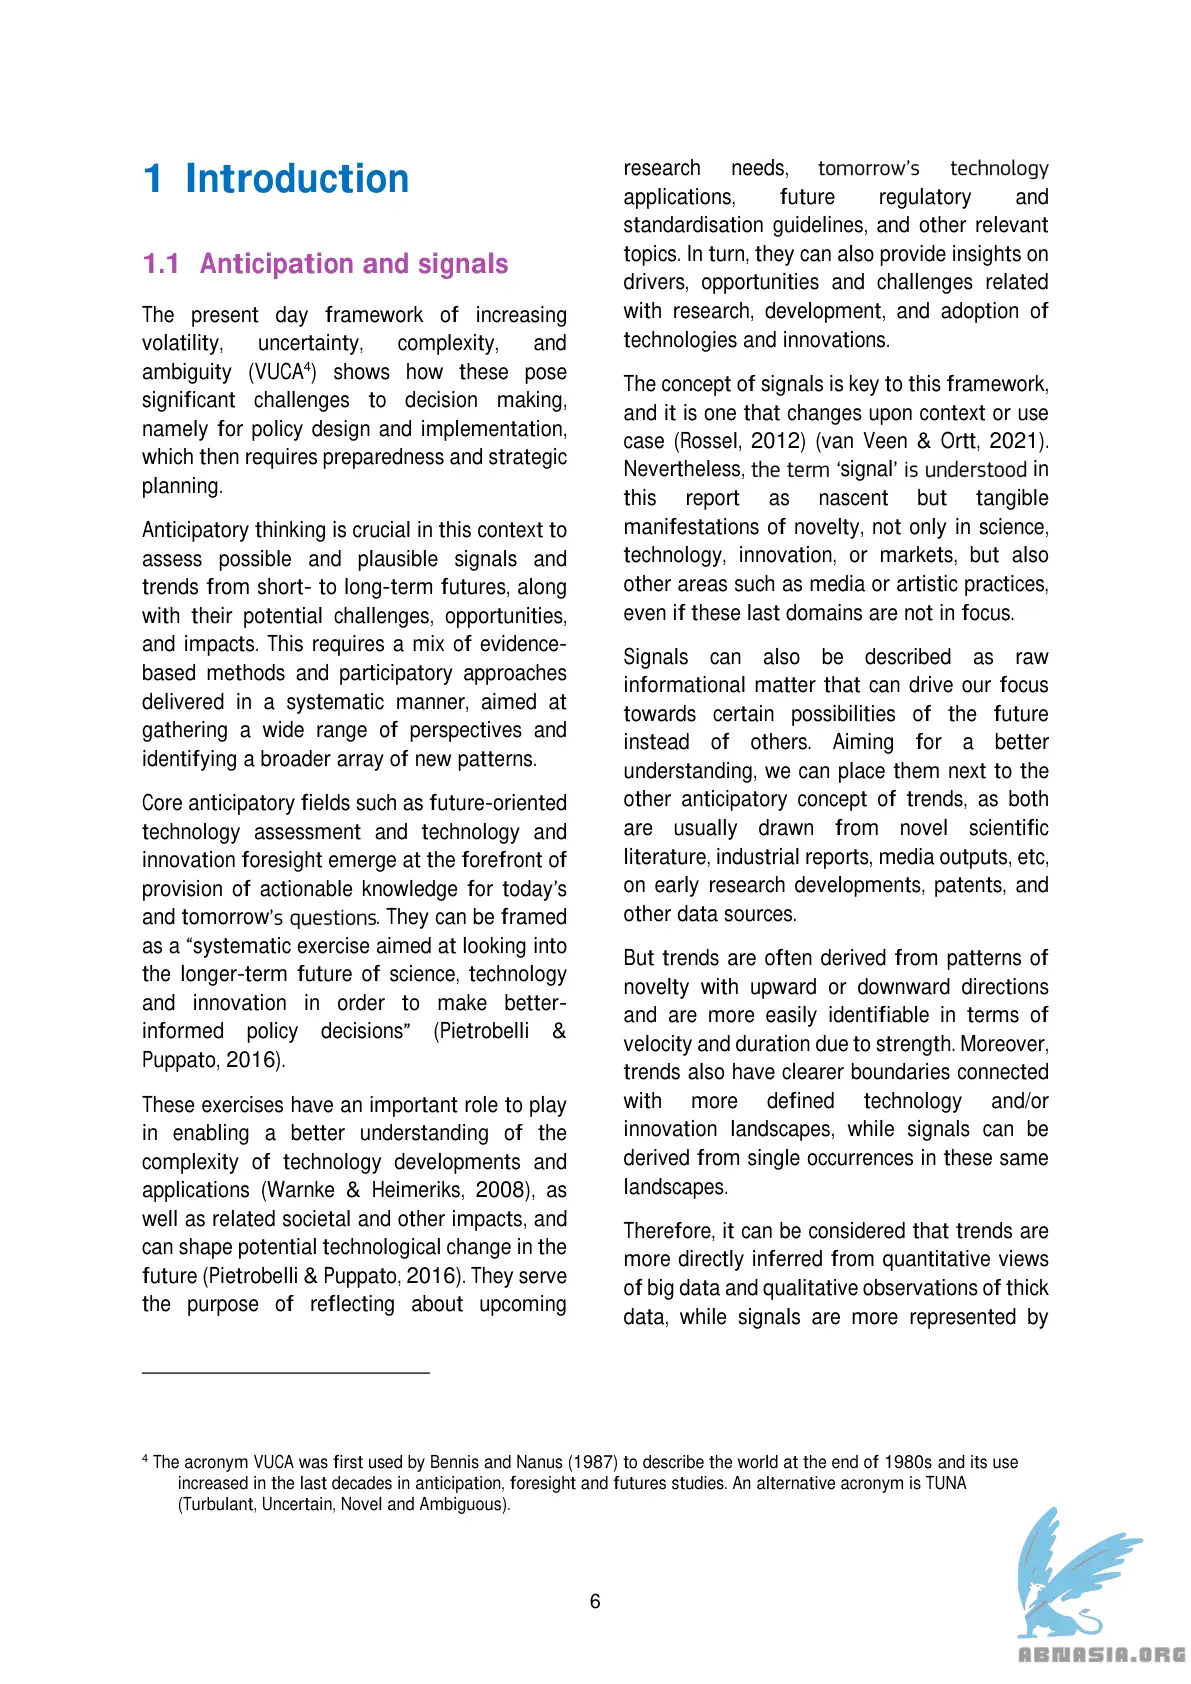 1 Introduction
1.1 Anticipation and signals
The present day framework of increasing
volatility, uncertainty, complexity, and
ambiguity (VUCA⁴) shows how these pose
significant challenges to decision making,
namely for policy design and implementation,
which then requires preparedness and strategic
planning.
Anticipatory thinking is crucial in this context to
assess possible and plausible signals and
trends from short- to long-term futures, along
with their potential challenges, opportunities,
and impacts. This requires a mix of evidence-
based methods and participatory approaches
delivered in a systematic manner, aimed at
gathering a wide range of perspectives and
identifying a broader array of new patterns.
Core anticipatory fields such as future-oriented
technology assessment and technology and
innovation foresight emerge at the forefront of
provision of actionable knowledge for today's
and tomorrow's questions. They can be framed
as a “systematic exercise aimed at looking into
the longer-term future of science, technology
and innovation in order to make better-
informed policy decisions” (Pietrobelli &
Puppato, 2016).
These exercises have an important role to play
in enabling a better understanding of the
complexity of technology developments and
applications (Warnke & Heimeriks, 2008), as
well as related societal and other impacts, and
can shape potential technological change in the
future (Pietrobelli & Puppato, 2016). They serve
the purpose of reflecting about upcoming
research needs, tomorrow's technology
applications, future regulatory and
standardisation guidelines, and other relevant
topics. In turn, they can also provide insights on
drivers, opportunities and challenges related
with research, development, and adoption of
technologies and innovations.
The concept of signals is key to this framework,
and it is one that changes upon context or use
case (Rossel, 2012) (van Veen & Ortt, 2021).
Nevertheless, the term ‘signal’ is understood in
this report as nascent but tangible
manifestations of novelty, not only in science,
technology, innovation, or markets, but also
other areas such as media or artistic practices,
even if these last domains are not in focus.
Signals can also be described as raw
informational matter that can drive our focus
towards certain possibilities of the future
instead of others. Aiming for a better
understanding, we can place them next to the
other anticipatory concept of trends, as both
are usually drawn from novel scientific
literature, industrial reports, media outputs, etc,
on early research developments, patents, and
other data sources.
But trends are often derived from patterns of
novelty with upward or downward directions
and are more easily identifiable in terms of
velocity and duration due to strength. Moreover,
trends also have clearer boundaries connected
with more defined technology and/or
innovation landscapes, while signals can be
derived from single occurrences in these same
landscapes.
Therefore, it can be considered that trends are
more directly inferred from quantitative views
of big data and qualitative observations of thick
data, while signals are more represented by
⁴ The acronym VUCA was first used by Bennis and Nanus (1987) to describe the world at the end of 1980s and its use
increased in the last decades in anticipation, foresight and futures studies. An alternative acronym is TUNA
(Turbulant, Uncertain, Novel and Ambiguous).
6
ABNASIA.ORG